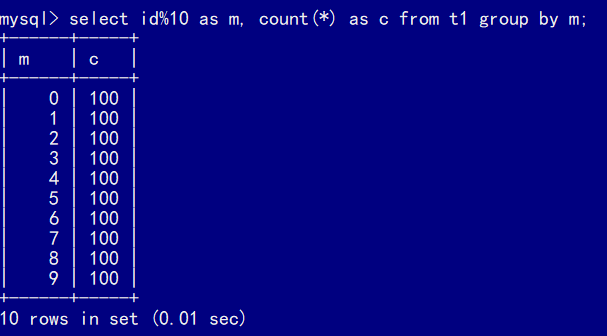 mysql> select id%10 as m, count(*) as c from t1 group by m;
+------+-----+
| m    | c   |
+------+-----+
|    0 | 100 |
|    1 | 100 |
|    2 | 100 |
|    3 | 100 |
|    4 | 100 |
|    5 | 100 |
|    6 | 100 |
|    7 | 100 |
|    8 | 100 |
|    9 | 100 |
+------+-----+
10 rows in set (0.01 sec)